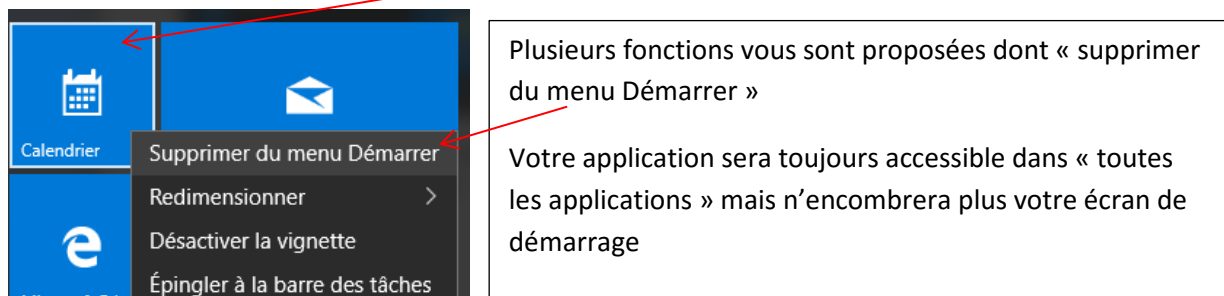 Calendrier
Supprimer du menu Démarrer
Redimensionner
Désactiver la vignette
Épingler à la barre des tâches
Plusieurs fonctions vous sont proposées dont « supprimer
du menu Démarrer »
Votre application sera toujours accessible dans « toutes
les applications » mais n’encombrera plus votre écran de
démarrage